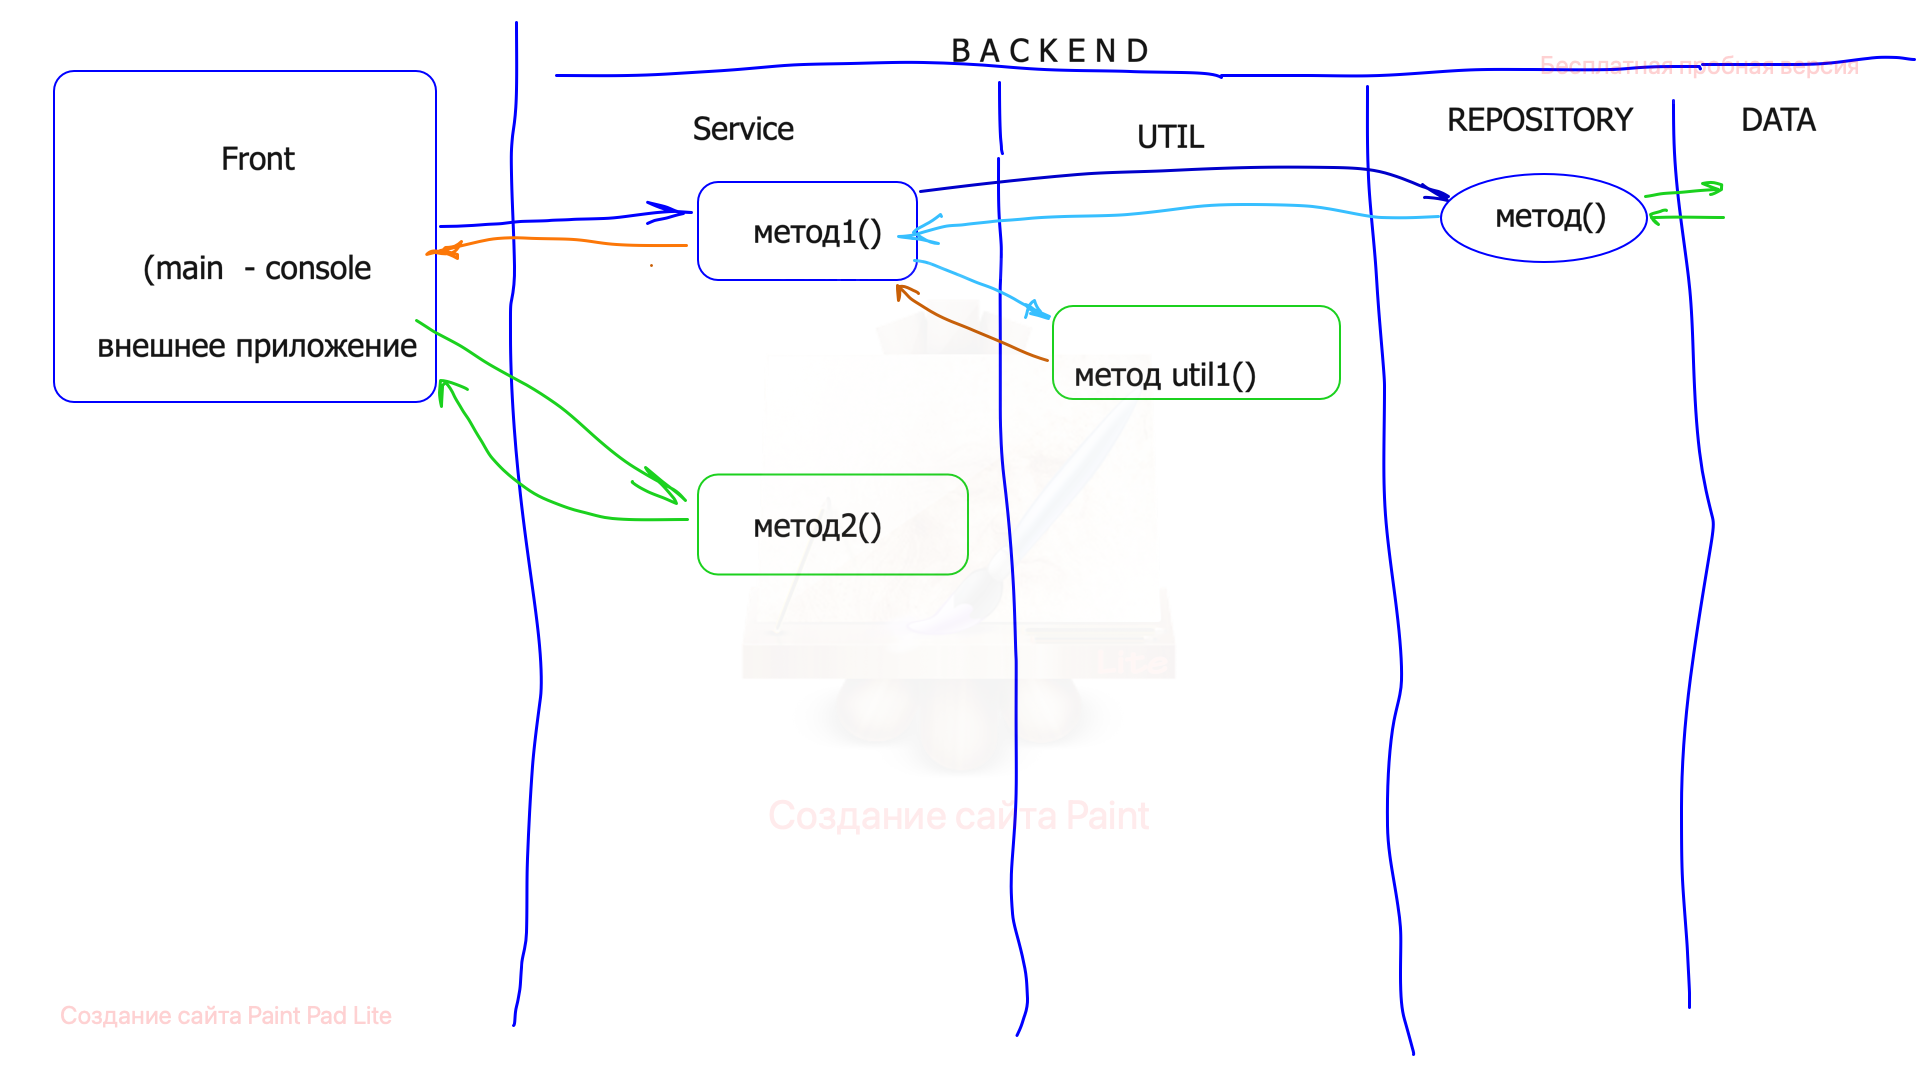 B A C K E N D
Бесплатная пробная версия
Front
(main - console
внешнее приложение
Service
UTIL
REPOSITORY
DATA
метод1()
метод()
метод util1()
метод2()
Lite
Создание сайта Paint
Создание сайта Paint Pad Lite